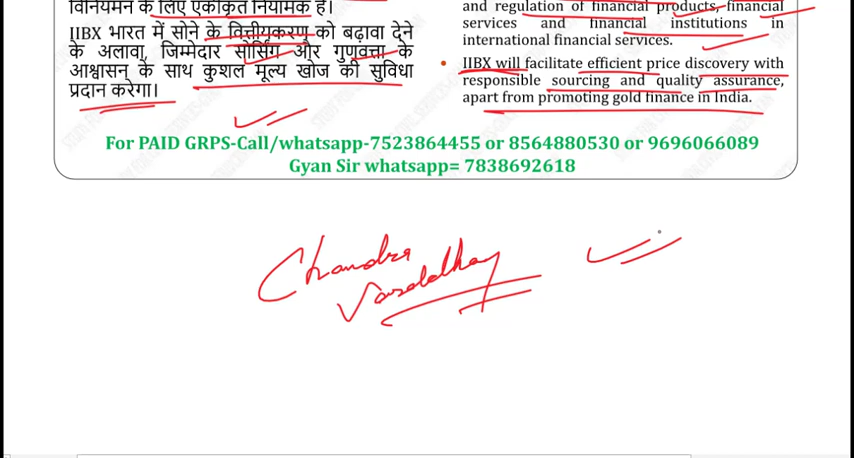 विनियमन के लिए एकीकृत नियामक है।
IIBX भारत में सोने के वित्तीयकरण को बढ़ावा देने
के अलावा, जिम्मेदार सोर्सिंग और गुणवत्ता के
आश्वासन के साथ कुशल मूल्य खोज की सुविधा
प्रदान करेगा।
and regulation of financial products, financial
services and financial institutions in
international financial services.
• IIBX will facilitate efficient price discovery with
responsible sourcing and quality assurance,
apart from promoting gold finance in India.
For PAID GRPS-Call/whatsapp-7523864455 or 8564880530 or 9696066089
Gyan Sir whatsapp= 7838692618
Chandra